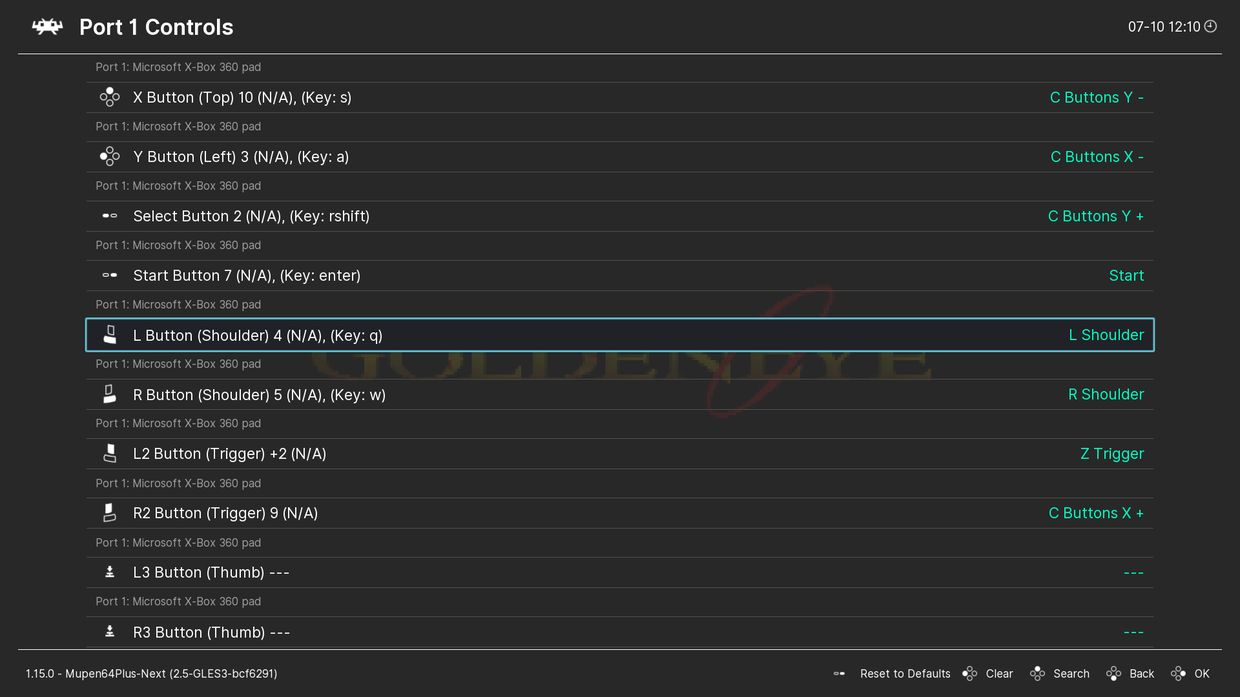 Port 1 Controls
07-10 12:10
Port 1: Microsoft X-Box 360 pad
X Button (Top) 10 (N/A), (Key: s) C Buttons Y -
Port 1: Microsoft X-Box 360 pad
Y Button (Left) 3 (N/A), (Key: a) C Buttons X -
Port 1: Microsoft X-Box 360 pad
Select Button 2 (N/A), (Key: rshift) C Buttons Y +
Port 1: Microsoft X-Box 360 pad
Start Button 7 (N/A), (Key: enter) Start
Port 1: Microsoft X-Box 360 pad
L Button (Shoulder) 4 (N/A), (Key: q) L Shoulder
GOLDENEYE
Port 1: Microsoft X-Box 360 pad
R Button (Shoulder) 5 (N/A), (Key: w) R Shoulder
Port 1: Microsoft X-Box 360 pad
L2 Button (Trigger) +2 (N/A) Z Trigger
Port 1: Microsoft X-Box 360 pad
R2 Button (Trigger) 9 (N/A) C Buttons X +
Port 1: Microsoft X-Box 360 pad
L3 Button (Thumb) --- ---
Port 1: Microsoft X-Box 360 pad
R3 Button (Thumb) --- ---
1.15.0 - Mupen64Plus-Next (2.5-GLES3-bcf6291) Reset to Defaults Clear Search Back OK